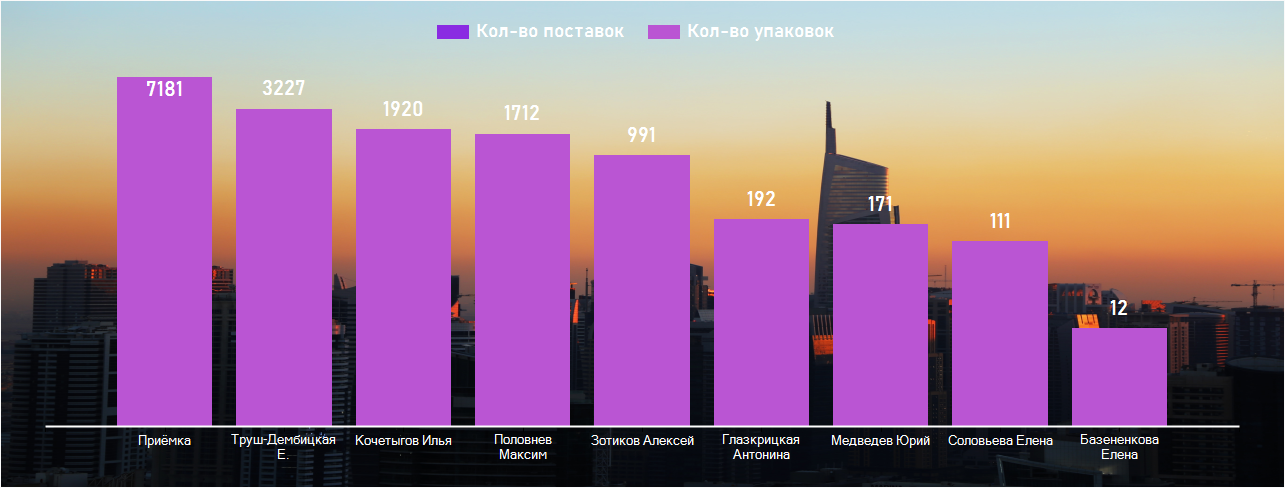 Кол-во поставок Кол-во упаковок
7181 3227 1920 1712 991 192 171 111 12
Приёмка
Труш-Дембицкая
Е.
Кочетыгов Илья
Половнев
Максим
Зотиков Алексей
Глазкрицкая
Антонина
Медведев Юрий
Соловьева Елена
Базененкова
Елена